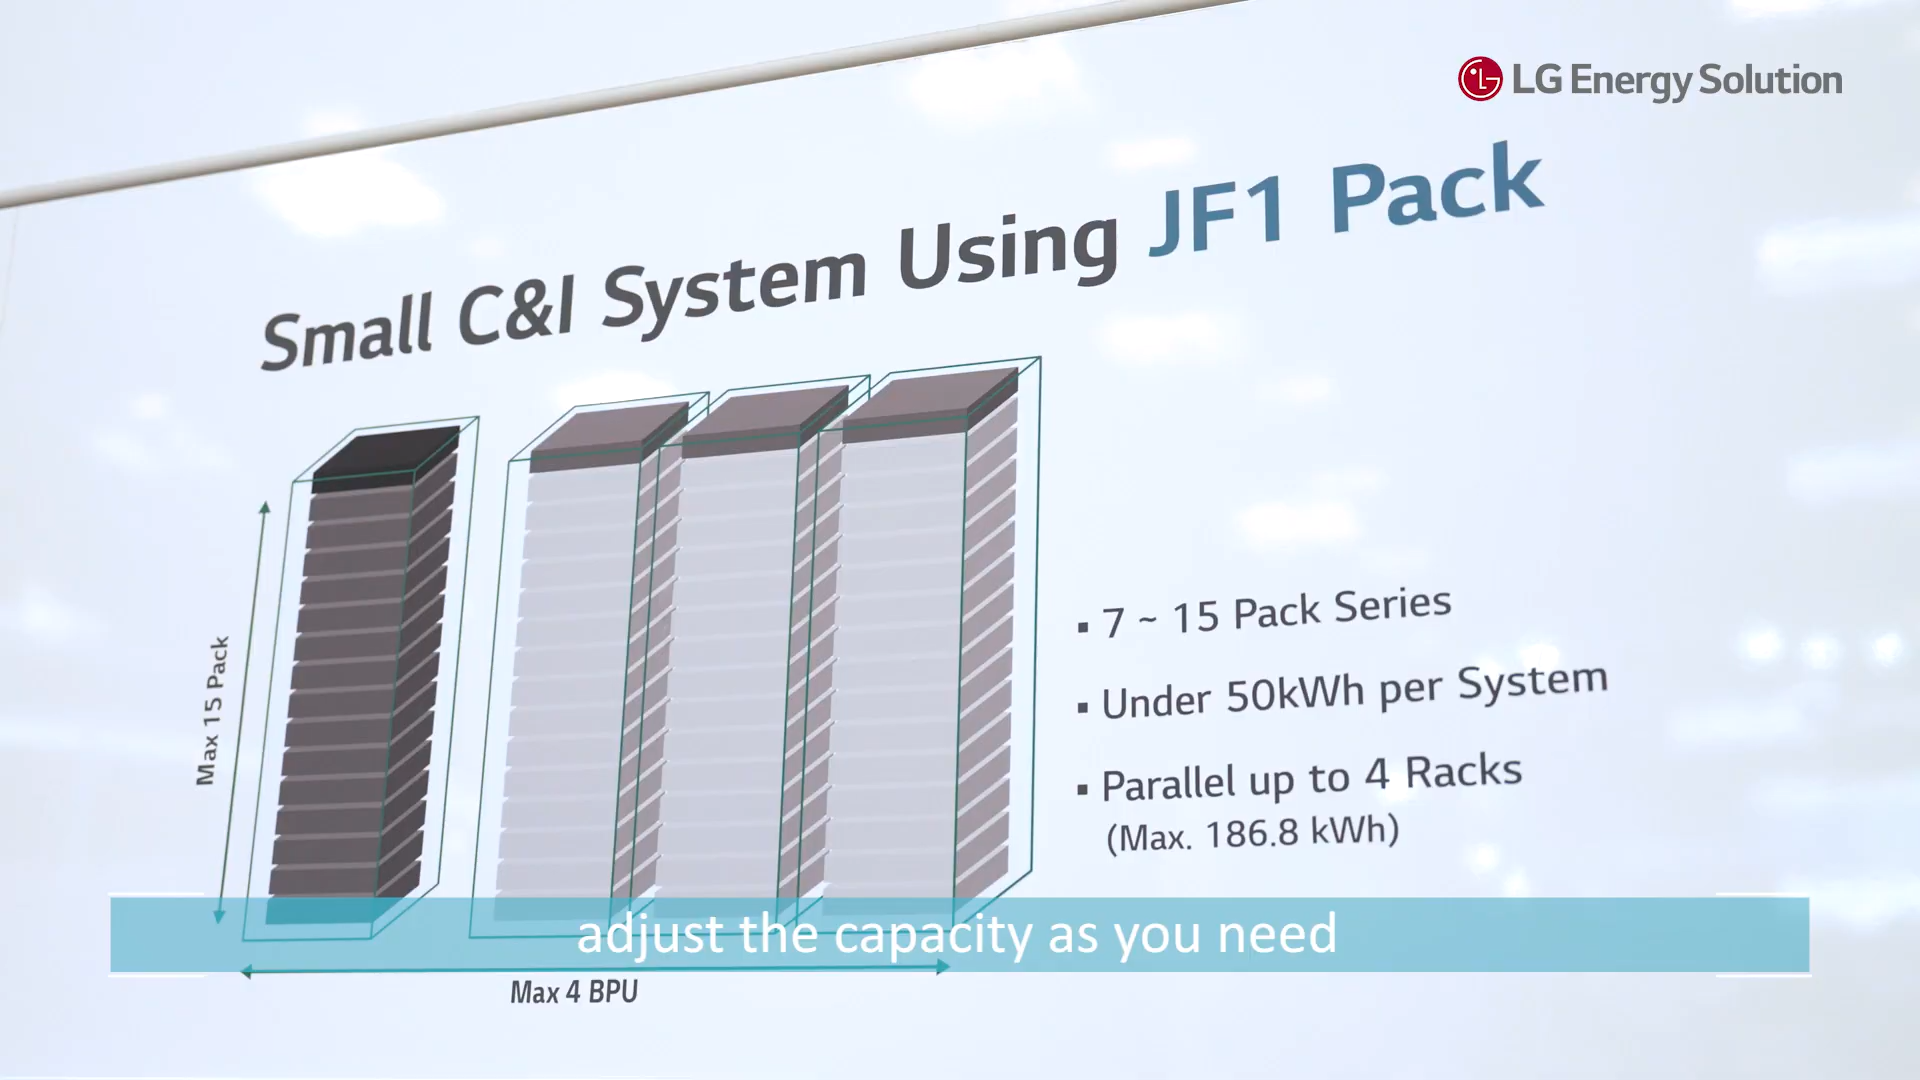 LG Energy Solution
Small C&I System Using JF1 Pack
Max 15 Pack
▪ 7 ~ 15 Pack Series
▪ Under 50kWh per System
▪ Parallel up to 4 Racks
(Max. 186.8 kWh)
adjust the capacity as you need
Max 4 BPU